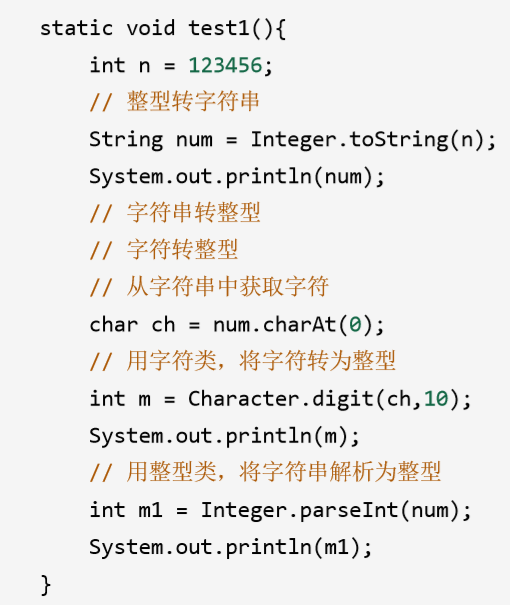 static void test1(){
int n = 123456;
// 整型转字符串
String num = Integer.toString(n);
System.out.println(num);
// 字符串转整型
// 字符转整型
// 从字符串中获取字符
char ch = num.charAt(0);
// 用字符类，将字符转为整型
int m = Character.digit(ch,10);
System.out.println(m);
// 用整型类，将字符串解析为整型
int m1 = Integer.parseInt(num);
System.out.println(m1);
}